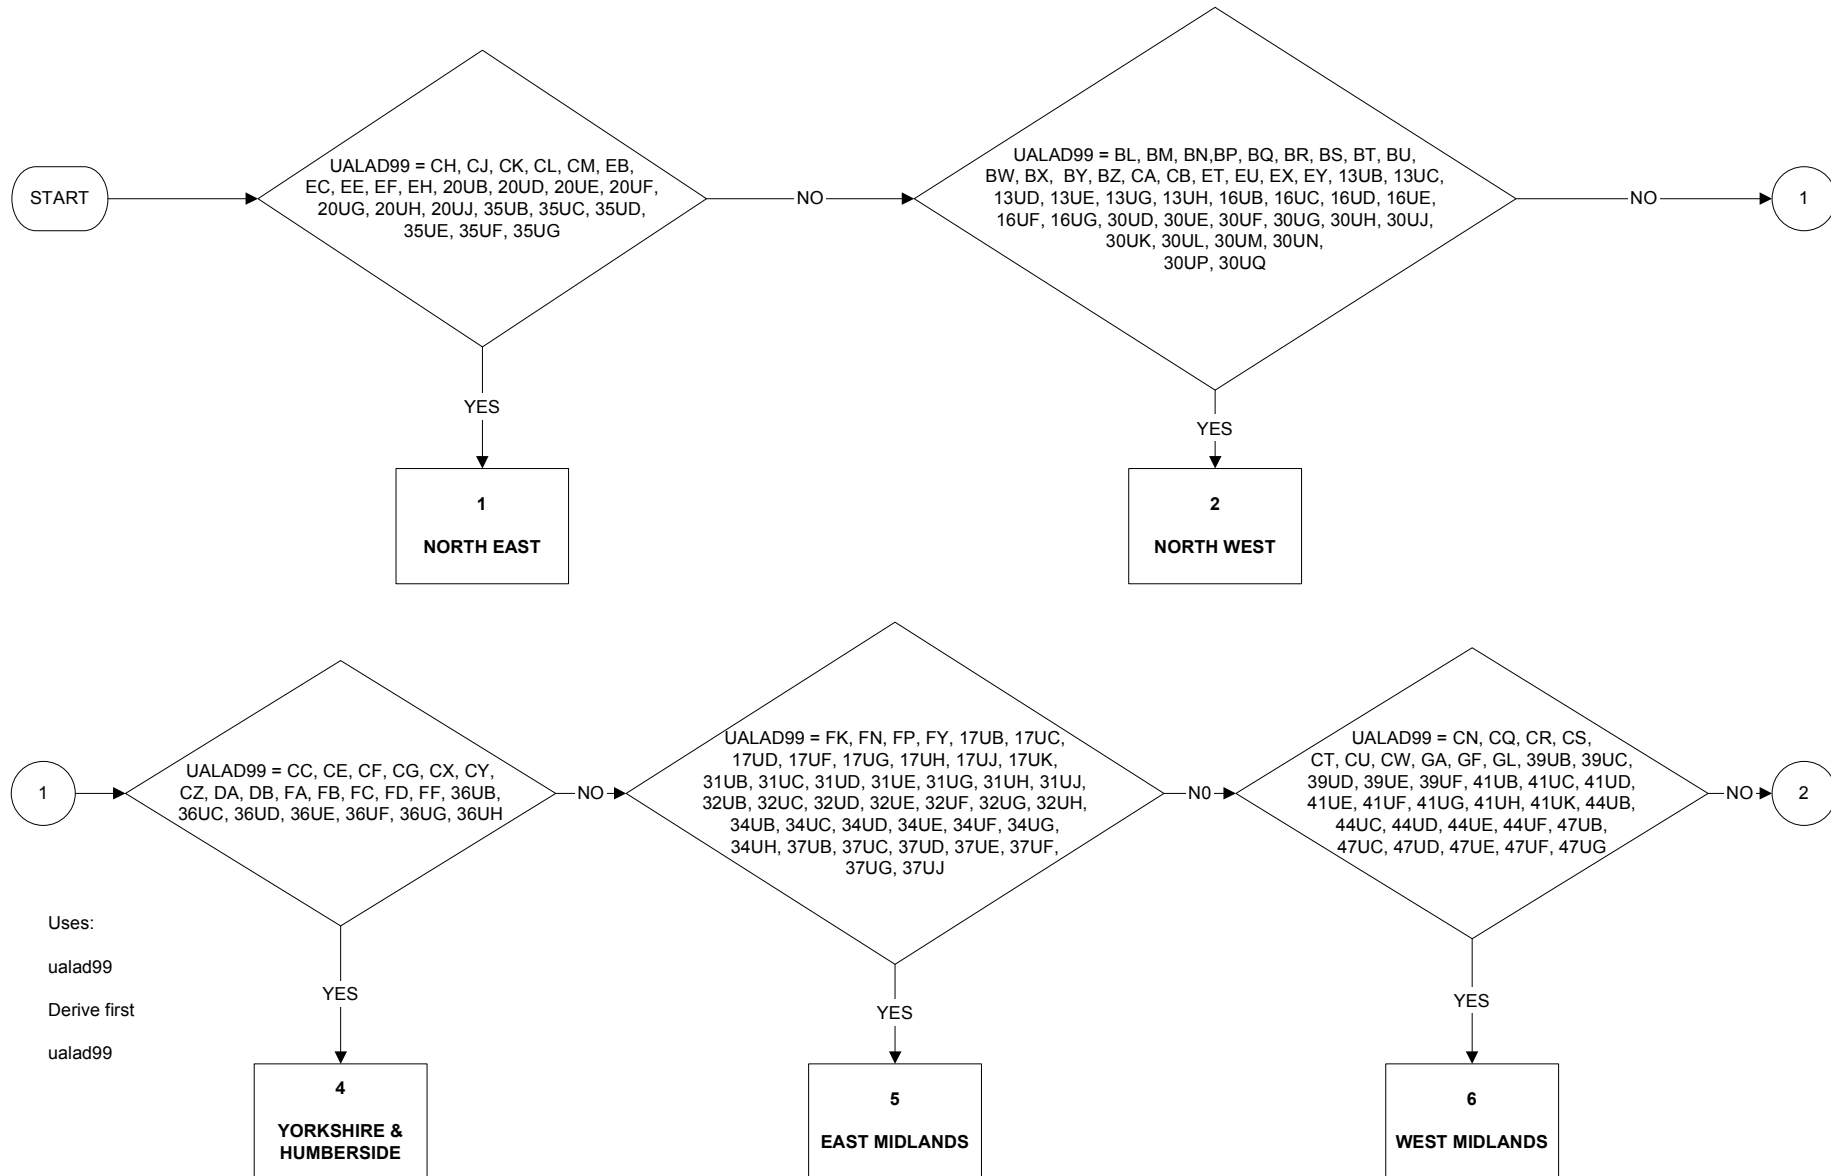 START
UALAD99 = CH, CJ, CK, CL, CM, EB,
EC, EE, EF, EH, 20UB, 20UD, 20UE, 20UF,
20UG, 20UH, 20UJ, 35UB, 35UC, 35UD,
35UE, 35UF, 35UG
NO
UALAD99 = BL, BM, BN,BP, BQ, BR, BS, BT, BU,
BW, BX, BY, BZ, CA, CB, ET, EU, EX, EY, 13UB, 13UC,
13UD, 13UE, 13UG, 13UH, 16UB, 16UC, 16UD, 16UE,
16UF, 16UG, 30UD, 30UE, 30UF, 30UG, 30UH, 30UJ,
30UK, 30UL, 30UM, 30UN,
30UP, 30UQ
NO
1
YES
YES
1
NORTH EAST
2
NORTH WEST
1
UALAD99 = CC, CE, CF, CG, CX, CY,
CZ, DA, DB, FA, FB, FC, FD, FF, 36UB,
36UC, 36UD, 36UE, 36UF, 36UG, 36UH
NO
UALAD99 = FK, FN, FP, FY, 17UB, 17UC,
17UD, 17UF, 17UG, 17UH, 17UJ, 17UK,
31UB, 31UC, 31UD, 31UE, 31UG, 31UH, 31UJ,
32UB, 32UC, 32UD, 32UE, 32UF, 32UG, 32UH,
34UB, 34UC, 34UD, 34UE, 34UF, 34UG,
34UH, 37UB, 37UC, 37UD, 37UE, 37UF,
37UG, 37UJ
N0
UALAD99 = CN, CQ, CR, CS,
CT, CU, CW, GA, GF, GL, 39UB, 39UC,
39UD, 39UE, 39UF, 41UB, 41UC, 41UD,
41UE, 41UF, 41UG, 41UH, 41UK, 44UB,
44UC, 44UD, 44UE, 44UF, 47UB,
47UC, 47UD, 47UE, 47UF, 47UG
NO
2
Uses:
ualad99
Derive first
ualad99
YES
YES
YES
4
YORKSHIRE &
HUMBERSIDE
5
EAST MIDLANDS
6
WEST MIDLANDS